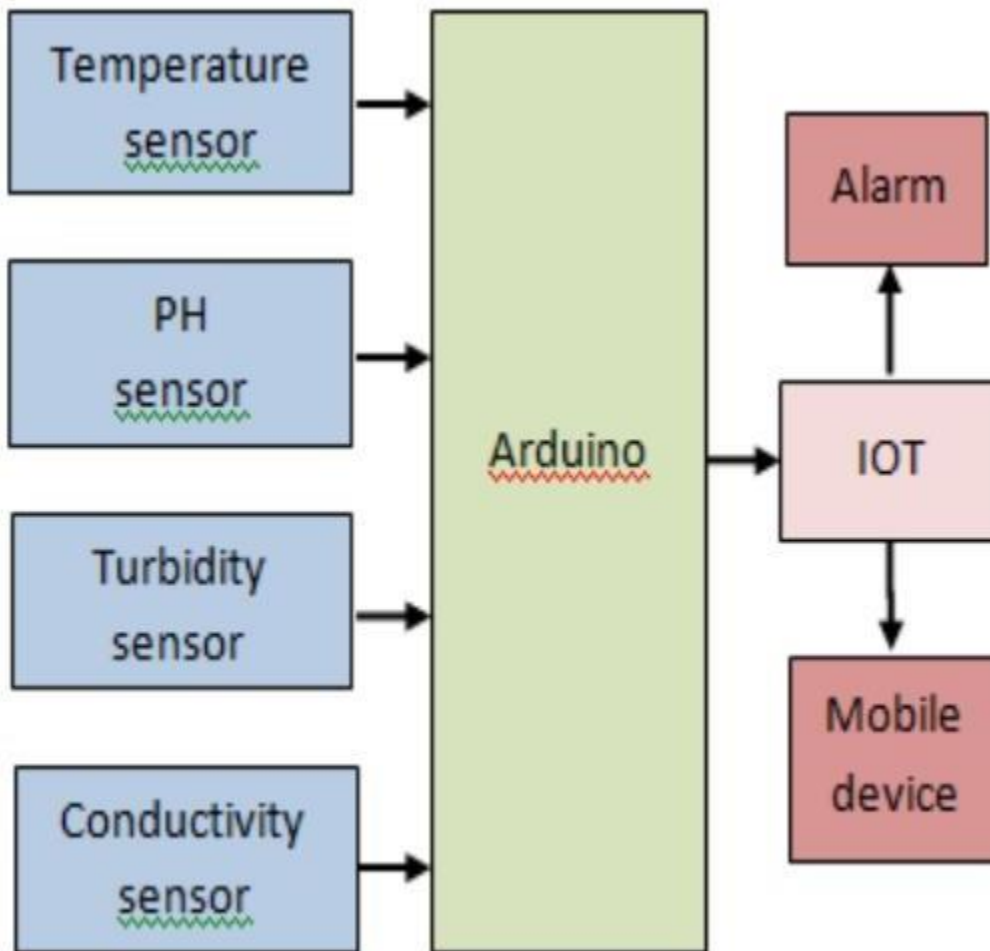 Temperature
sensor
PH
sensor
Turbidity
sensor
Conductivity
sensor
Arduino
Alarm
IOT
Mobile
device